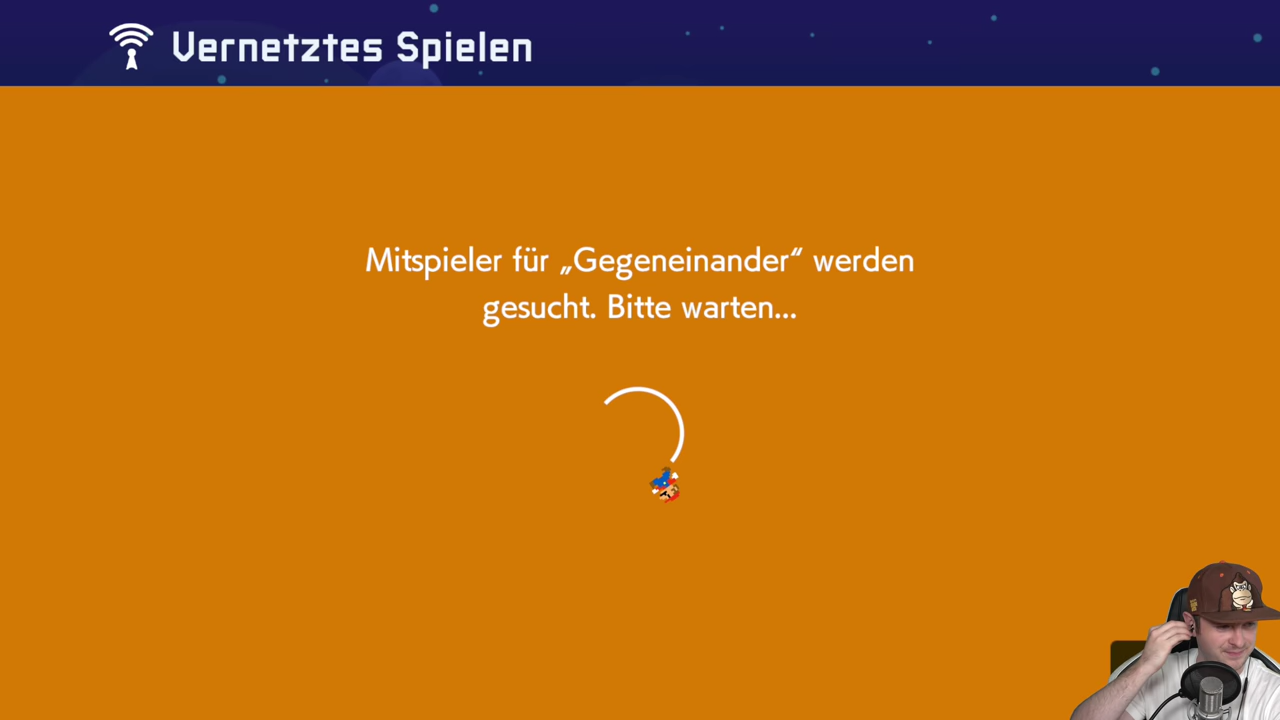 Vernetztes Spielen
Mitspieler für „Gegeneinander“ werden
gesucht. Bitte warten...